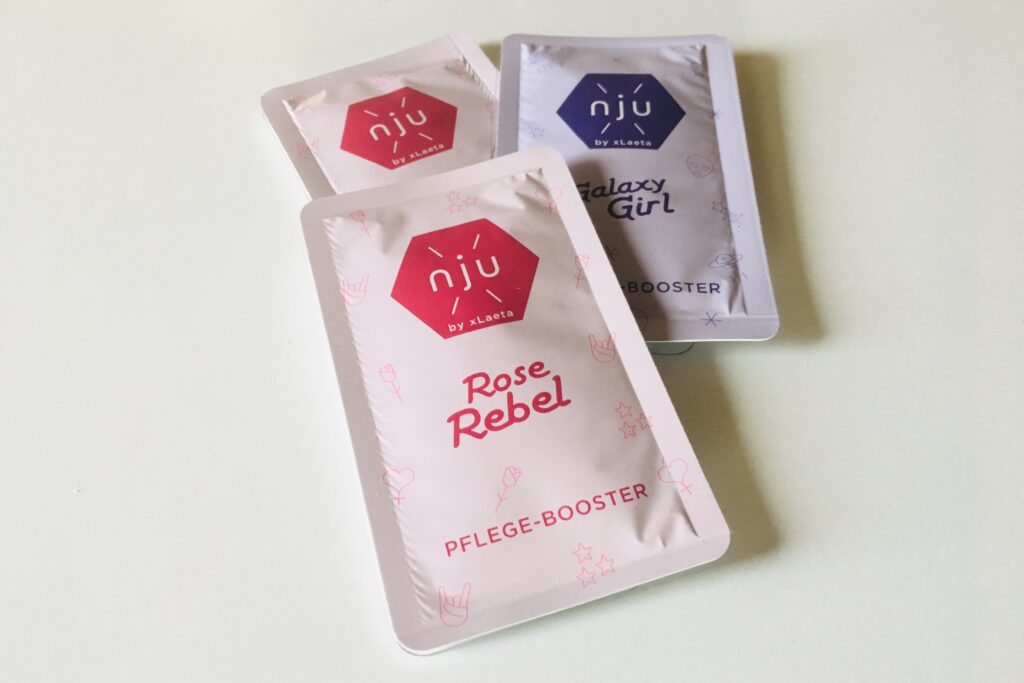 nju
by xLaeta
nju
by xLaeta
Galaxy
Girl
-BOOSTER
nju
by xLaeta
Rose
Rebel
PFLEGE-BOOSTER